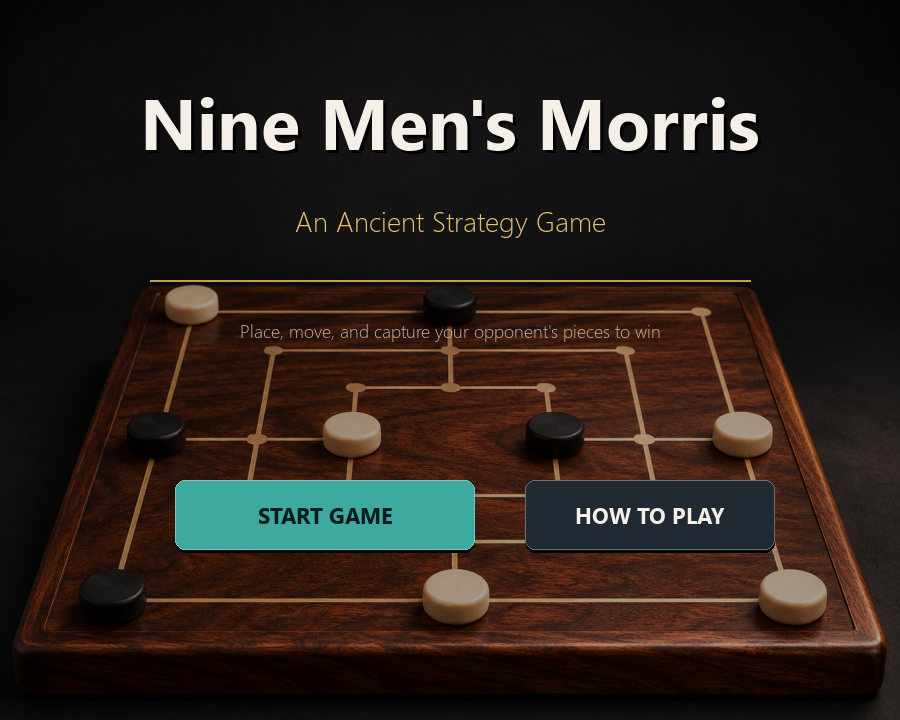 Nine Men's Morris
An Ancient Strategy Game
Place, move, and capture your opponent's pieces to win
START GAME
HOW TO PLAY